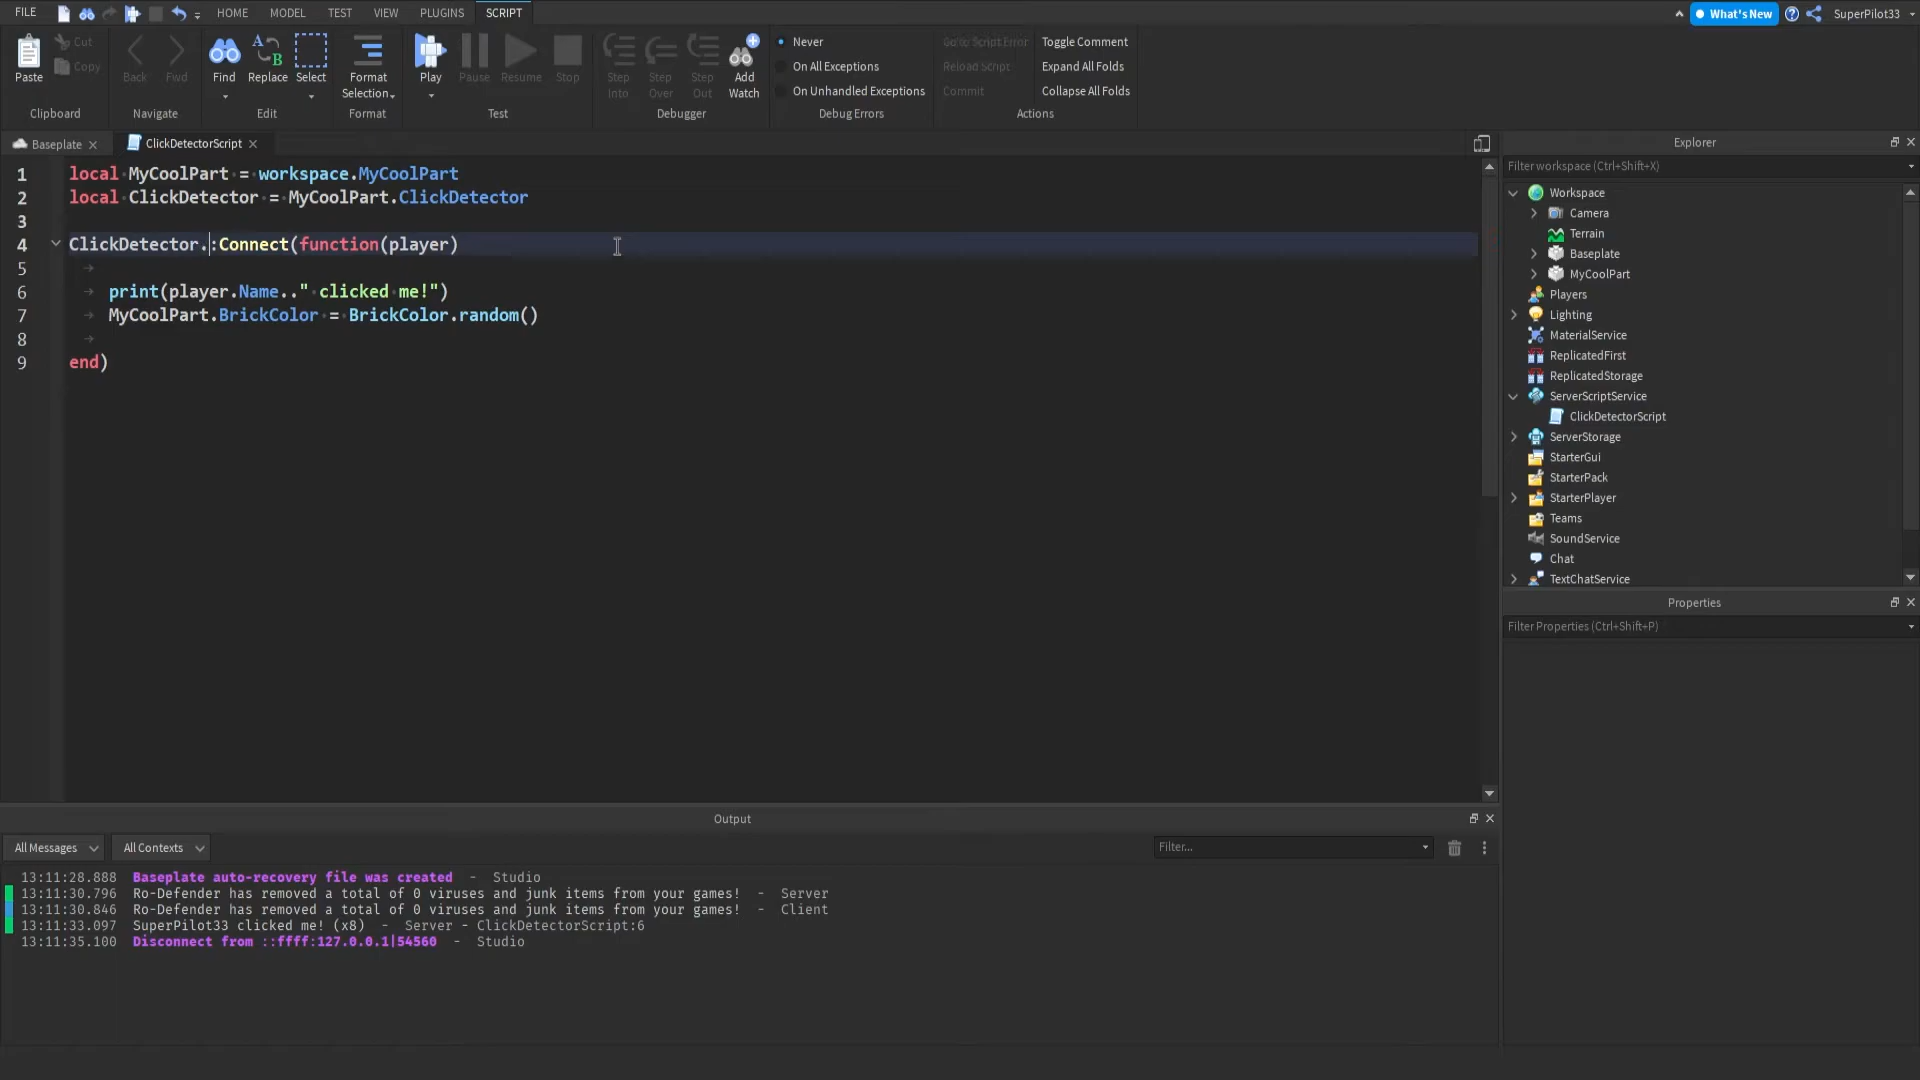 FILE HOME MODEL TEST VIEW PLUGINS SCRIPT What's New SuperPilot33
Paste Cut Copy Clipboard
Back Fwd Navigate
Find Replace Select Edit
Format Selection Format
Play Pause Resume Stop Test
Step Into Step Over Step Out Add Watch Debugger
Never
On All Exceptions
On Unhandled Exceptions
Debug Errors
Go to Script Error Toggle Comment
Reload Script Expand All Folds
Commit Collapse All Folds
Actions
Baseplate ClickDetectorScript
1 local MyCoolPart = workspace.MyCoolPart
2 local ClickDetector = MyCoolPart.ClickDetector
3
4 ClickDetector.:Connect(function(player)
5
6 print(player.Name.." clicked me!")
7 MyCoolPart.BrickColor = BrickColor.random()
8
9 end)
Explorer
Filter workspace (Ctrl+Shift+X)
Workspace
Camera
Terrain
Baseplate
MyCoolPart
Players
Lighting
MaterialService
ReplicatedFirst
ReplicatedStorage
ServerScriptService
ClickDetectorScript
ServerStorage
StarterGui
StarterPack
StarterPlayer
Teams
SoundService
Chat
TextChatService
Properties
Filter Properties (Ctrl+Shift+P)
Output
All Messages All Contexts Filter...
13:11:28.888 Baseplate auto-recovery file was created - Studio
13:11:30.796 Ro-Defender has removed a total of 0 viruses and junk items from your games! - Server
13:11:30.846 Ro-Defender has removed a total of 0 viruses and junk items from your games! - Client
13:11:33.097 SuperPilot33 clicked me! (x8) - Server - ClickDetectorScript:6
13:11:35.100 Disconnect from ::ffff:127.0.0.1|54560 - Studio